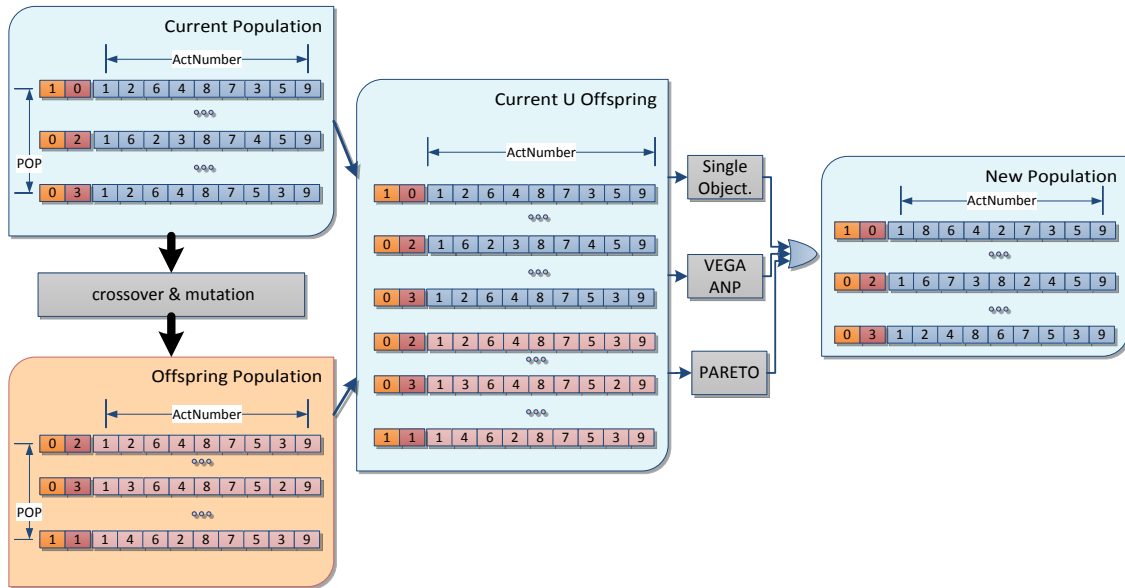 Current Population
ActNumber
1 0 1 2 6 4 8 7 3 5 9
0 2 1 6 2 3 8 7 4 5 9
POP
0 3 1 2 6 4 8 7 5 3 9
crossover & mutation
Offspring Population
ActNumber
0 2 1 2 6 4 8 7 5 3 9
0 3 1 3 6 4 8 7 5 2 9
POP
1 1 1 4 6 2 8 7 5 3 9
Current U Offspring
ActNumber
1 0 1 2 6 4 8 7 3 5 9
0 2 1 6 2 3 8 7 4 5 9
0 3 1 2 6 4 8 7 5 3 9
0 2 1 2 6 4 8 7 5 3 9
0 3 1 3 6 4 8 7 5 2 9
1 1 1 4 6 2 8 7 5 3 9
Single
Object.
VEGA
ANP
PARETO
New Population
ActNumber
1 0 1 8 6 4 2 7 3 5 9
0 2 1 6 7 3 8 2 4 5 9
0 3 1 2 4 8 6 7 5 3 9